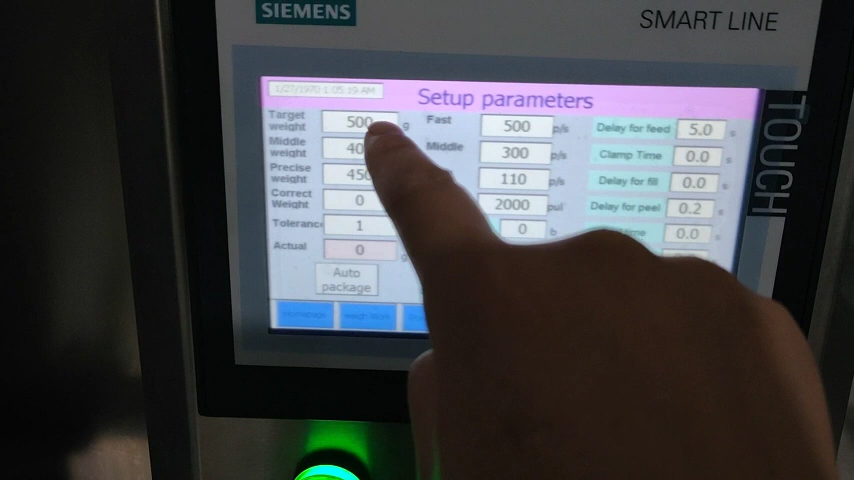 SIEMENS
SMART LINE
TOUCH
1/27/1970 1:05:19 AM
Setup parameters
Target weight 500 g
Fast 500 p/s
Delay for feed 5.0 s
Middle weight 40
Middle 300 p/s
Clamp Time 0.0 s
Precise weight 450
110 p/s
Delay for fill 0.0 s
Correct Weight 0
2000 pul
Delay for peel 0.2 s
Toleranc 1
0 b
0.0 s
Actual 0 g
Auto package